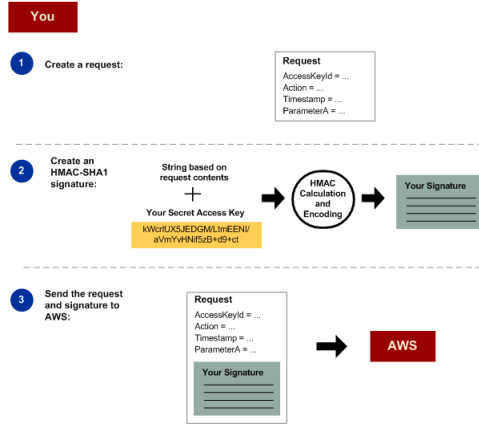 You
1 Create a request:
Request
AccessKeyId = ...
Action = ...
Timestamp = ...
ParameterA = ...
2 Create an
HMAC-SHA1
signature:
String based on
request contents
+
Your Secret Access Key
kWcrlUX5JEDGM/LtmEENI/
aVmYvHNif5zB+d9+ct
HMAC
Calculation
and
Encoding
Your Signature
3 Send the request
and signature to
AWS:
Request
AccessKeyId = ...
Action = ...
Timestamp = ...
ParameterA = ...
Your Signature
AWS